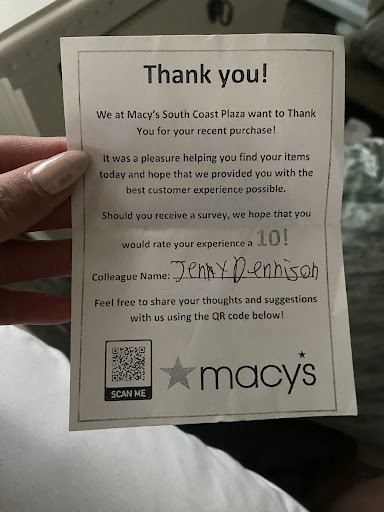 Thank you!
We at Macy's South Coast Plaza want to Thank
You for your recent purchase!
It was a pleasure helping you find your items
today and hope that we provided you with the
best customer experience possible.
Should you receive a survey, we hope that you
would rate your experience a 10!
Colleague Name: Jenny Dennison
Feel free to share your thoughts and suggestions
with us using the QR code below!
SCAN ME
macy's